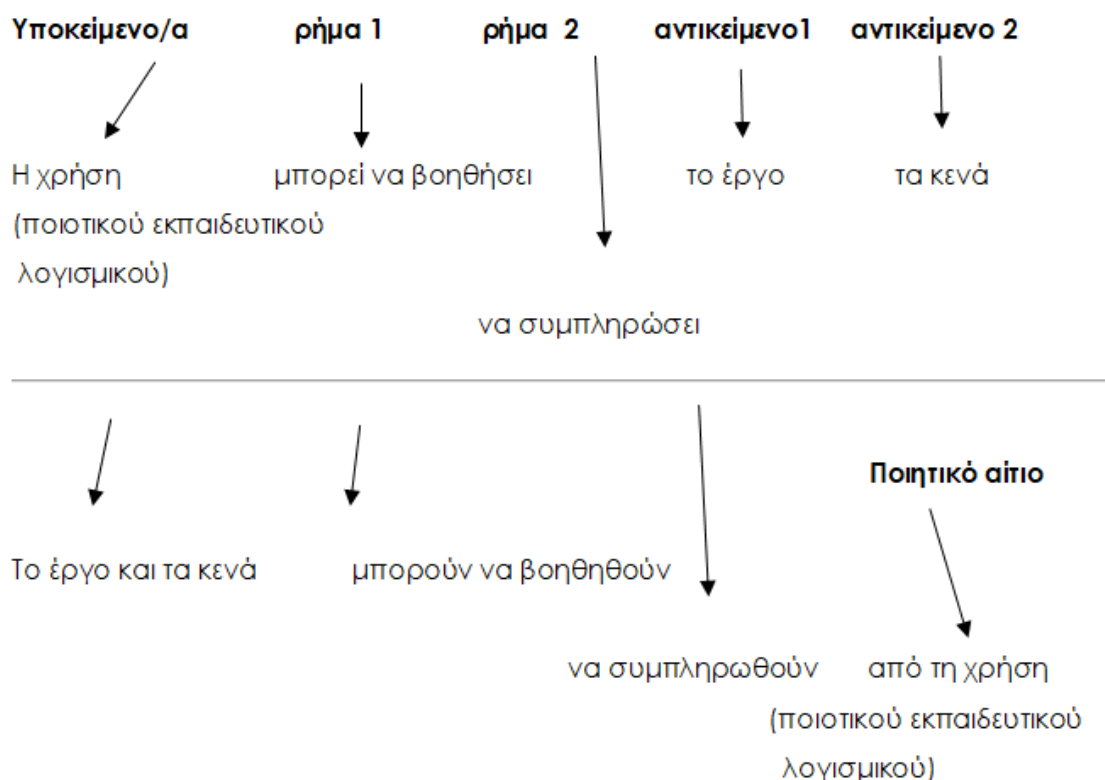 Υποκείμενο/α ρήμα 1 ρήμα 2 αντικείμενο1 αντικείμενο 2
Η χρήση μπορεί να βοηθήσει το έργο τα κενά
(ποιοτικού εκπαιδευτικού
λογισμικού)
να συμπληρώσει
Ποιητικό αίτιο
Το έργο και τα κενά μπορούν να βοηθηθούν
να συμπληρωθούν από τη χρήση
(ποιοτικού εκπαιδευτικού
λογισμικού)